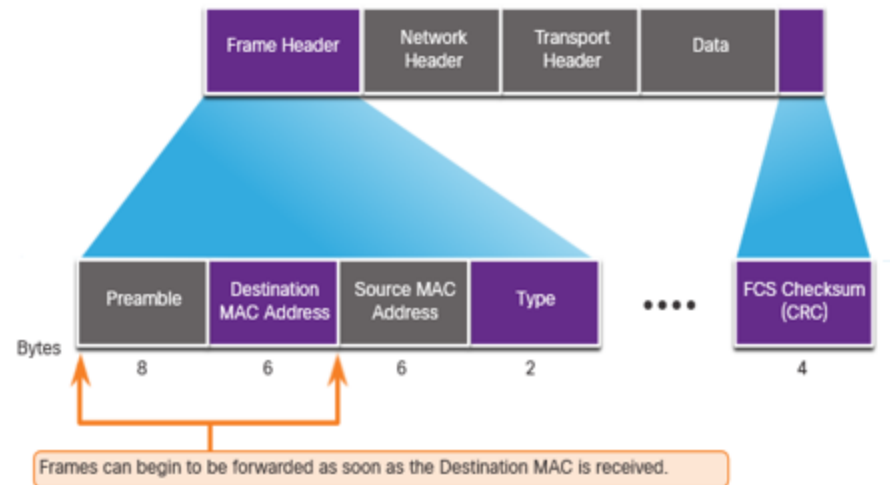 Frame Header
Network
Header
Transport
Header
Data
Preamble
Destination
MAC Address
Source MAC
Address
Type
••••
FCS Checksum
(CRC)
Bytes
8
6
6
2
4
Frames can begin to be forwarded as soon as the Destination MAC is received.